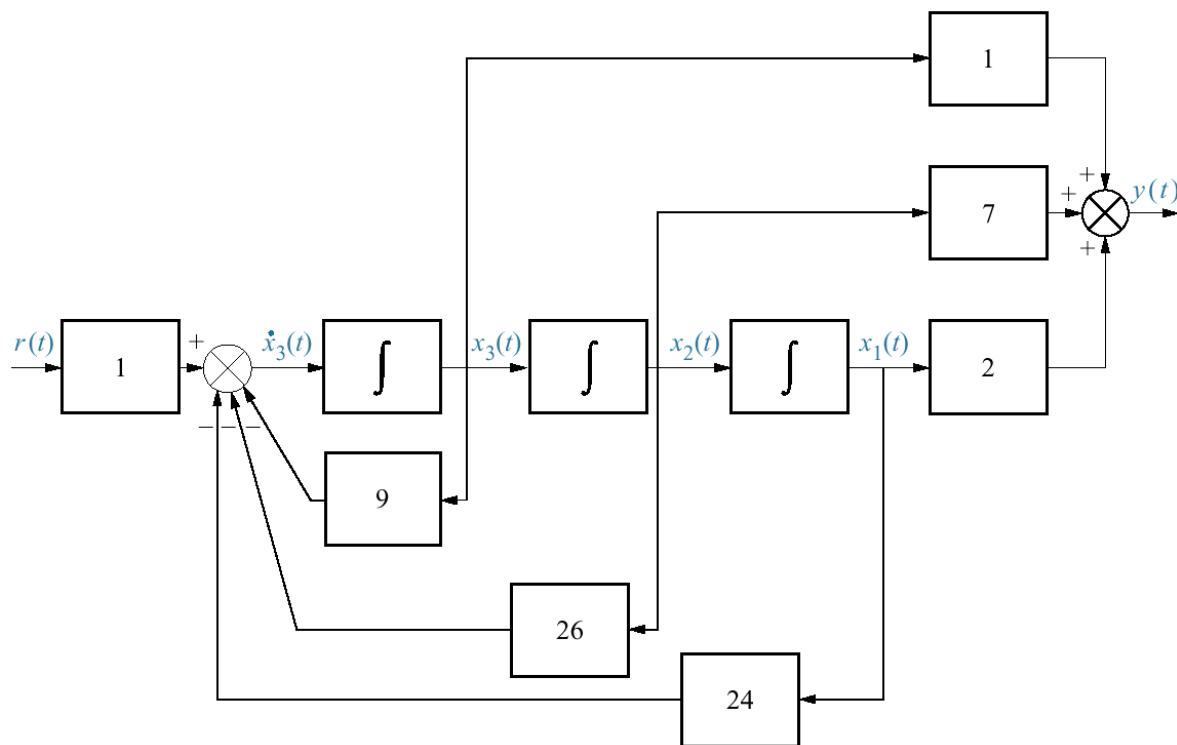 1
+
7
+
y(t)
+
r(t)
1
+
ẋ₃(t)
∫
x₃(t)
∫
x₂(t)
∫
x₁(t)
2
− − −
9
26
24